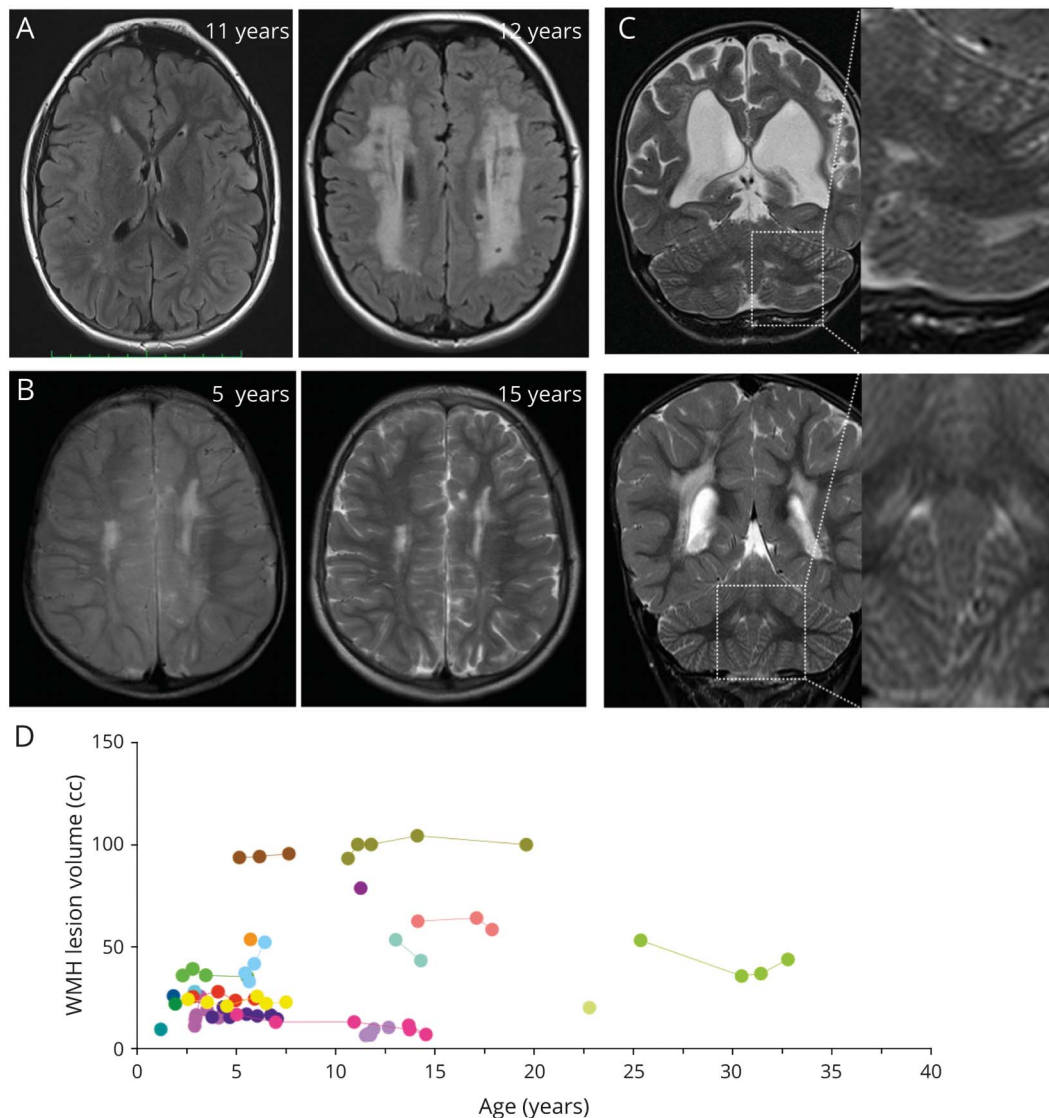 A
11 years
12 years
C
B
5 years
15 years
D
150
100
50
0
WMH lesion volume (cc)
0 5 10 15 20 25 30 35 40
Age (years)